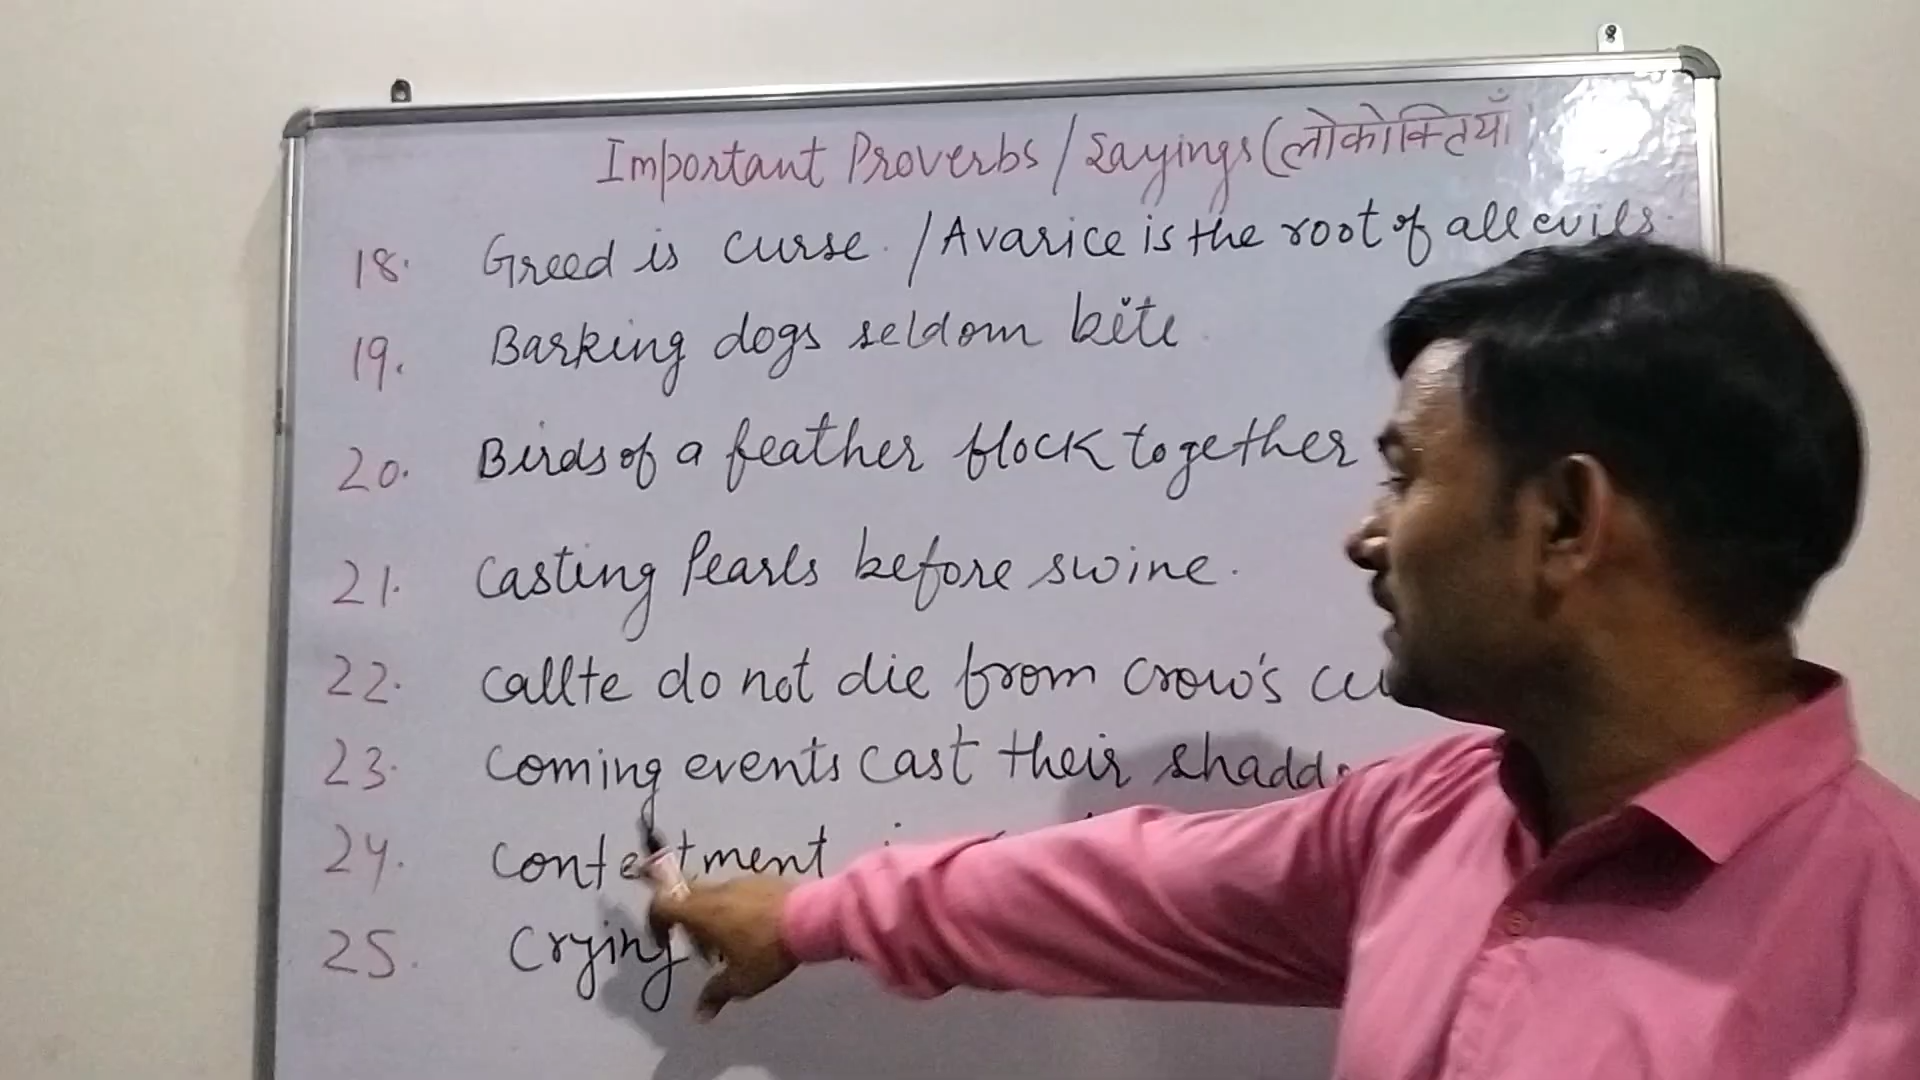 Important Proverbs / Sayings (लोकोक्तियाँ)
18. Greed is curse. / Avarice is the root of all evils.
19. Barking dogs seldom bite.
20. Birds of a feather flock together
21. Casting Pearls before swine.
22. Callte do not die from crow's
23. Coming events cast their
24. Contentment
25. Crying